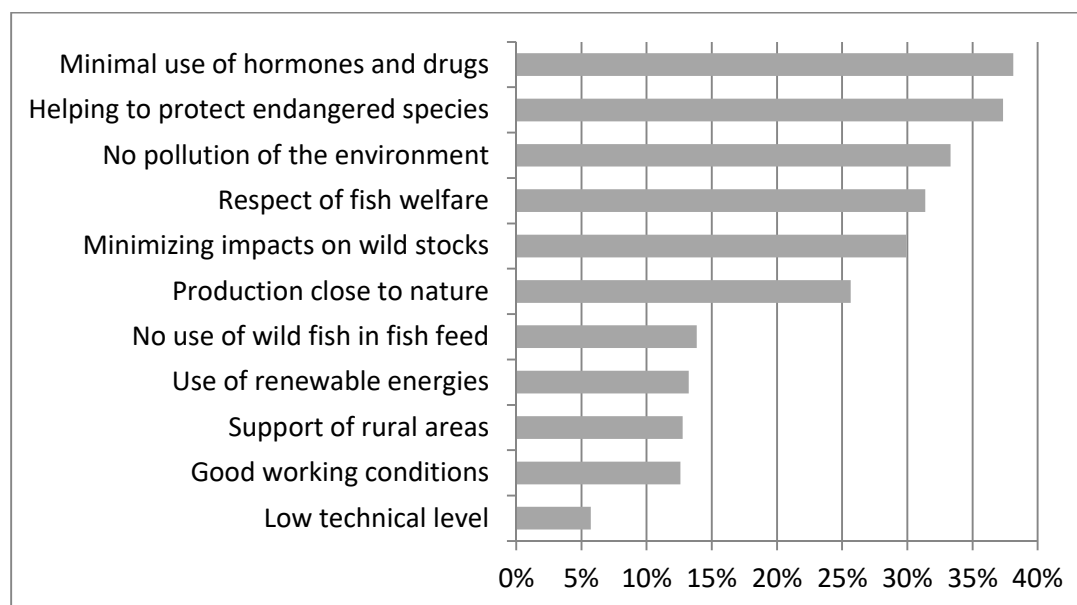 Minimal use of hormones and drugs
Helping to protect endangered species
No pollution of the environment
Respect of fish welfare
Minimizing impacts on wild stocks
Production close to nature
No use of wild fish in fish feed
Use of renewable energies
Support of rural areas
Good working conditions
Low technical level
0% 5% 10% 15% 20% 25% 30% 35% 40%